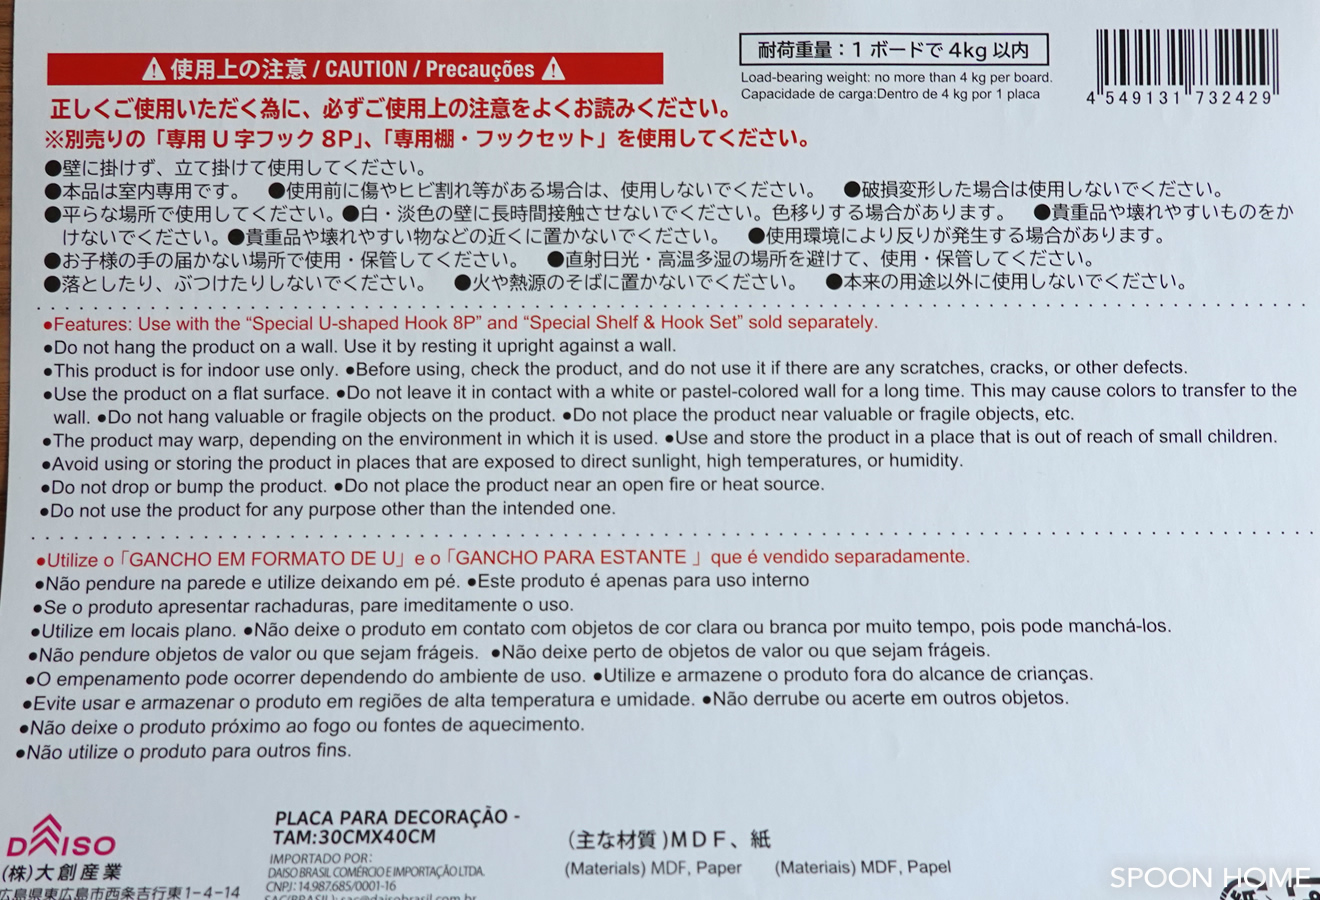 ⚠使用上の注意 / CAUTION / Precauções⚠
耐荷重量：1 ボードで 4kg 以内
Load-bearing weight: no more than 4 kg per board.
Capacidade de carga:Dentro de 4 kg por 1 placa
4 549131 732429
正しくご使用いただく為に、必ずご使用上の注意をよくお読みください。
※別売りの「専用 U 字フック 8P」、「専用棚・フックセット」を使用してください。
●壁に掛けず、立て掛けて使用してください。
●本品は室内専用です。 ●使用前に傷やヒビ割れ等がある場合は、使用しないでください。 ●破損変形した場合は使用しないでください。
●平らな場所で使用してください。●白・淡色の壁に長時間接触させないでください。色移りする場合があります。 ●貴重品や壊れやすいものをか
けないでください。●貴重品や壊れやすい物などの近くに置かないでください。 ●使用環境により反りが発生する場合があります。
●お子様の手の届かない場所で使用・保管してください。 ●直射日光・高温多湿の場所を避けて、使用・保管してください。
●落としたり、ぶつけたりしないでください。 ●火や熱源のそばに置かないでください。 ●本来の用途以外に使用しないでください。
●Features: Use with the “Special U-shaped Hook 8P” and “Special Shelf & Hook Set” sold separately.
●Do not hang the product on a wall. Use it by resting it upright against a wall.
●This product is for indoor use only. ●Before using, check the product, and do not use it if there are any scratches, cracks, or other defects.
●Use the product on a flat surface. ●Do not leave it in contact with a white or pastel-colored wall for a long time. This may cause colors to transfer to the
wall. ●Do not hang valuable or fragile objects on the product. ●Do not place the product near valuable or fragile objects, etc.
●The product may warp, depending on the environment in which it is used. ●Use and store the product in a place that is out of reach of small children.
●Avoid using or storing the product in places that are exposed to direct sunlight, high temperatures, or humidity.
●Do not drop or bump the product. ●Do not place the product near an open fire or heat source.
●Do not use the product for any purpose other than the intended one.
●Utilize o「GANCHO EM FORMATO DE U」e o「GANCHO PARA ESTANTE 」que é vendido separadamente.
●Não pendure na parede e utilize deixando em pé. ●Este produto é apenas para uso interno
●Se o produto apresentar rachaduras, pare imeditamente o uso.
●Utilize em locais plano. ●Não deixe o produto em contato com objetos de cor clara ou branca por muito tempo, pois pode manchá-los.
●Não pendure objetos de valor ou que sejam frágeis. ●Não deixe perto de objetos de valor ou que sejam frágeis.
●O empenamento pode ocorrer dependendo do ambiente de uso. ●Utilize e armazene o produto fora do alcance de crianças.
●Evite usar e armazenar o produto em regiões de alta temperatura e umidade. ●Não derrube ou acerte em outros objetos.
●Não deixe o produto próximo ao fogo ou fontes de aquecimento.
●Não utilize o produto para outros fins.
DAISO
(株)大創産業
広島県東広島市西条吉行東1-4-14
PLACA PARA DECORAÇÃO -
TAM:30CMX40CM
IMPORTADO POR:
DAISO BRASIL COMÉRCIO E IMPORTAÇÃO LTDA.
CNPJ: 14.987.685/0001-16
SAC(BRASIL): sac@daisobrasil.com.br
(主な材質)ＭＤＦ、紙
(Materials) MDF, Paper (Materiais) MDF, Papel
SPOON HOME